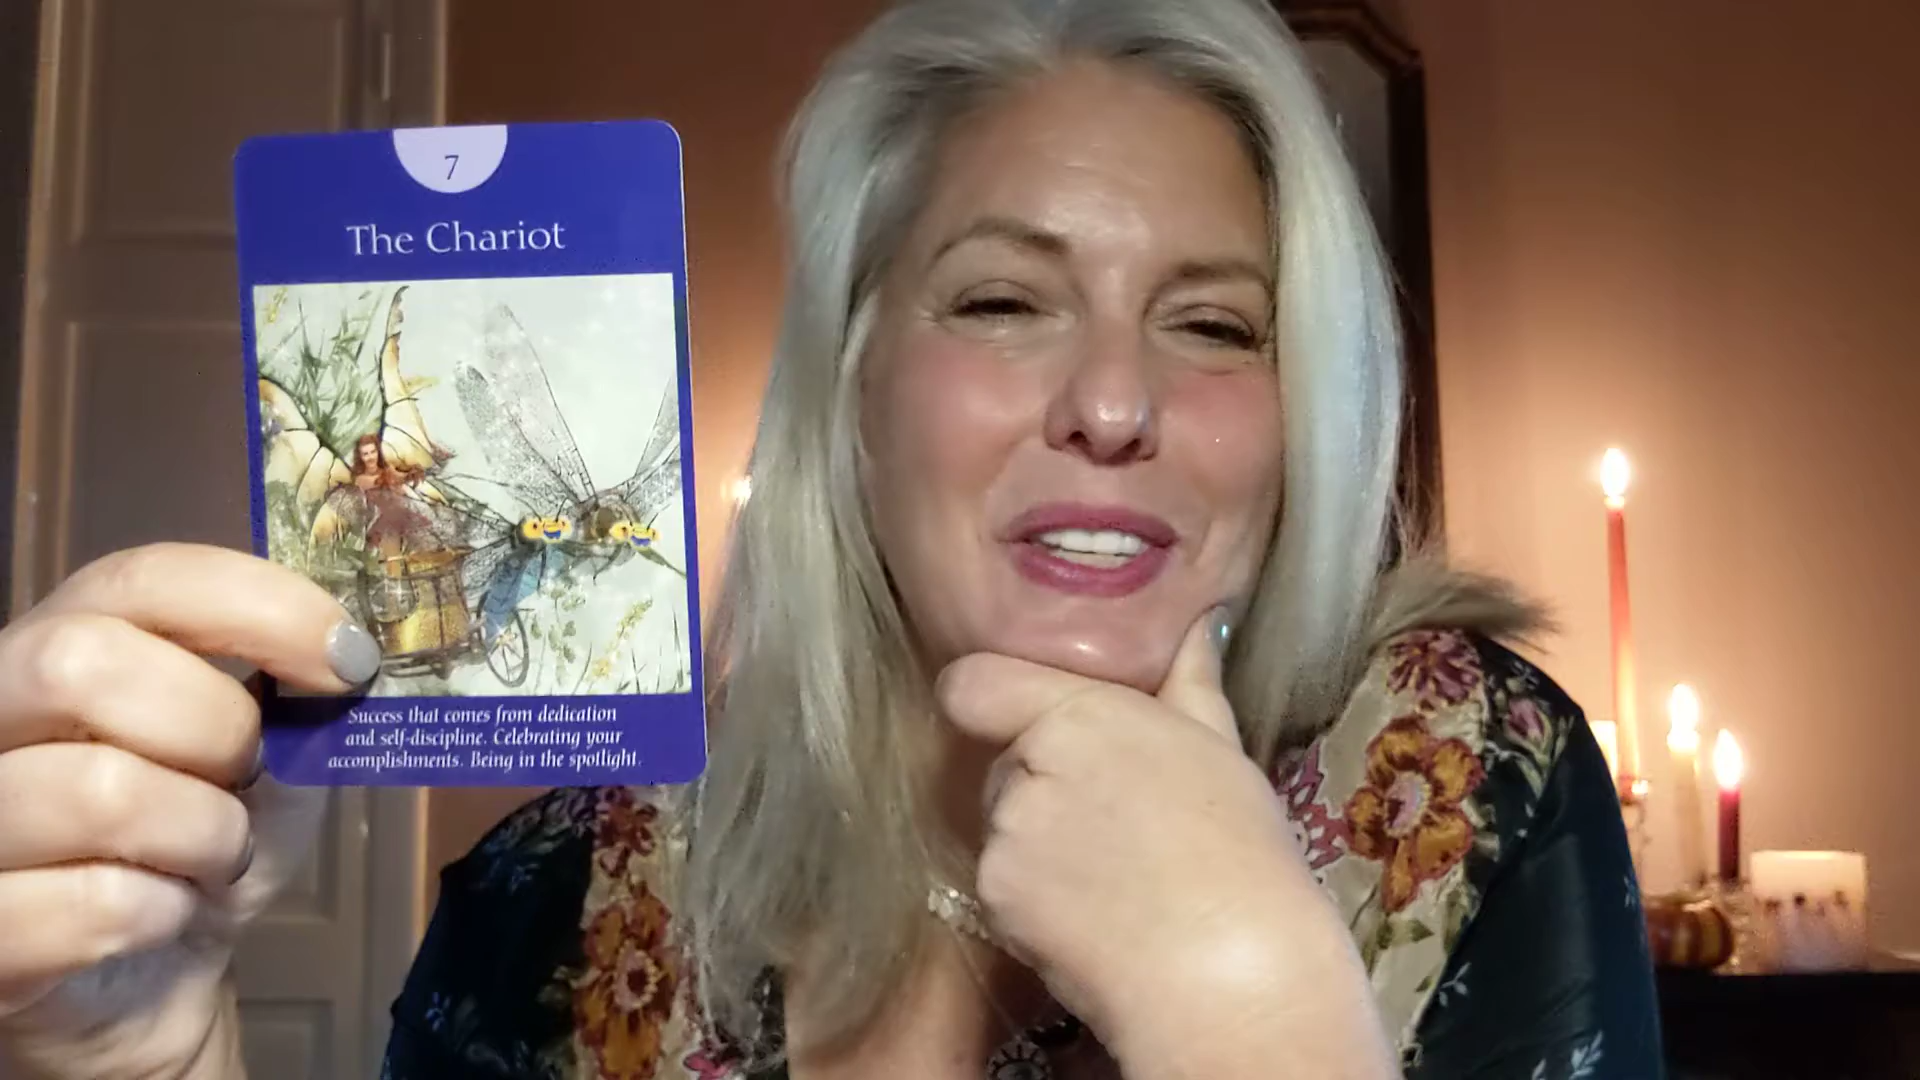 7
The Chariot
Success that comes from dedication
and self-discipline. Celebrating your
accomplishments. Being in the spotlight.